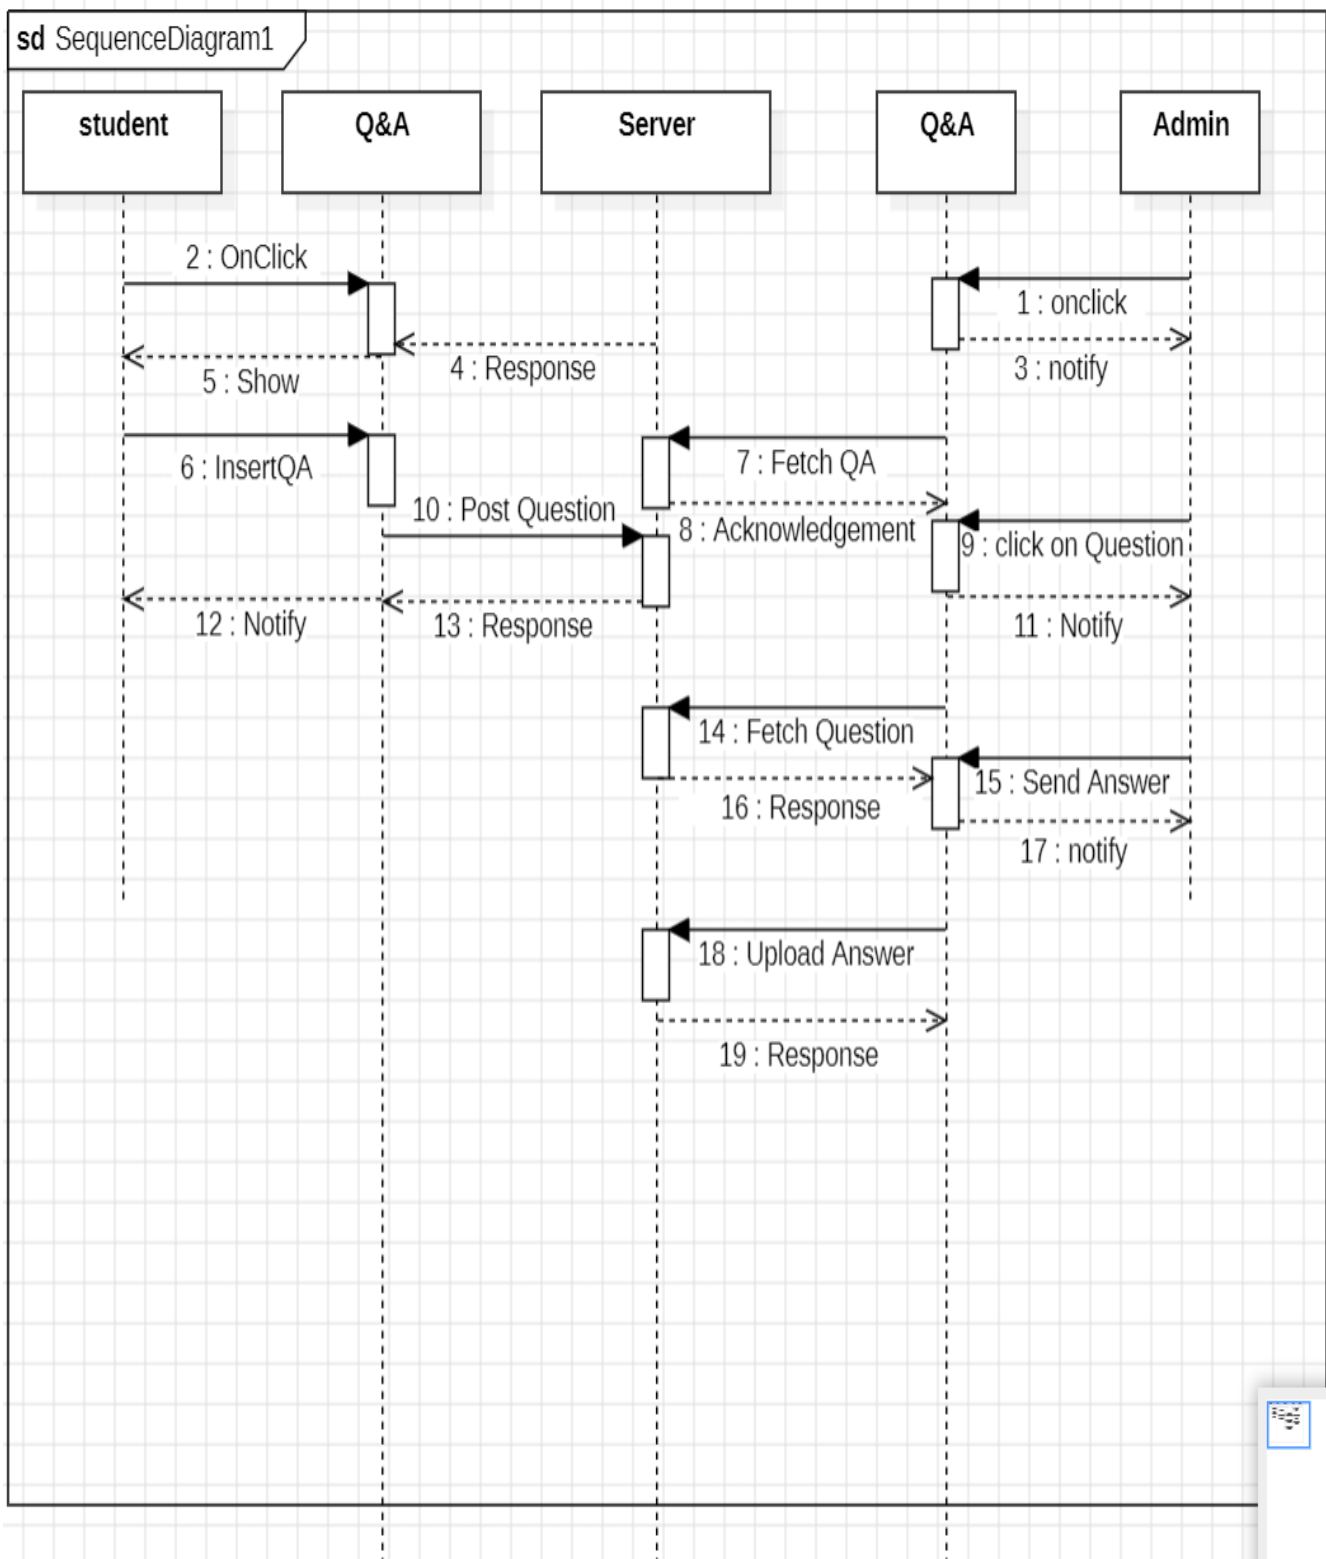 sd SequenceDiagram1
student
Q&A
Server
Q&A
Admin
2 : OnClick
1 : onclick
4 : Response
3 : notify
5 : Show
6 : InsertQA
7 : Fetch QA
10 : Post Question
8 : Acknowledgement
9 : click on Question
12 : Notify
13 : Response
11 : Notify
14 : Fetch Question
15 : Send Answer
16 : Response
17 : notify
18 : Upload Answer
19 : Response